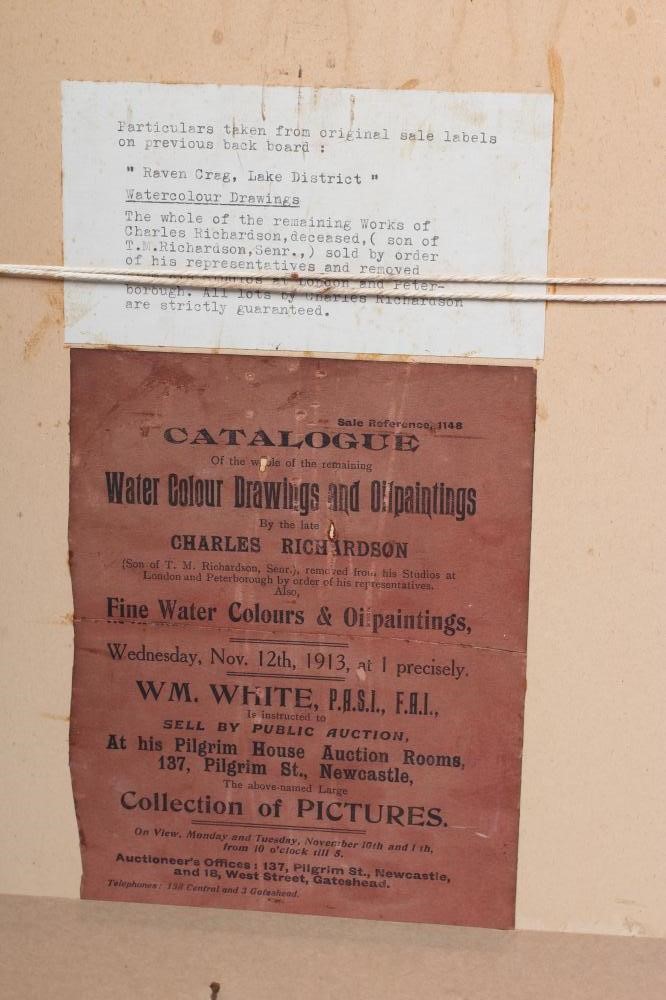 Particulars taken from original sale labels
on previous back board :
" Raven Crag, Lake District "
Watercolour Drawings
The whole of the remaining Works of
Charles Richardson,deceased,( son of
T.M.Richardson,Senr.,) sold by order
of his representatives and removed
Studios at London and Peter-
borough. All lots by Charles Richardson
are strictly guaranteed.
Sale Reference, 1148
CATALOGUE
Of the whole of the remaining
Water Colour Drawings and Oilpaintings
By the late
CHARLES RICHARDSON
(Son of T. M. Richardson, Senr.), removed from his Studios at
London and Peterborough by order of his representatives.
Also,
Fine Water Colours & Oilpaintings,
Wednesday, Nov. 12th, 1913, at 1 precisely.
WM. WHITE, P.A.S.I., F.A.I.,
Is instructed to
SELL BY PUBLIC AUCTION,
At his Pilgrim House Auction Rooms,
137, Pilgrim St., Newcastle,
The above-named Large
Collection of PICTURES.
On View, Monday and Tuesday, November 10th and 11th,
from 10 o'clock till 5.
Auctioneer's Offices: 137, Pilgrim St., Newcastle,
and 18, West Street, Gateshead.
Telephones: 138 Central and 3 Gateshead.